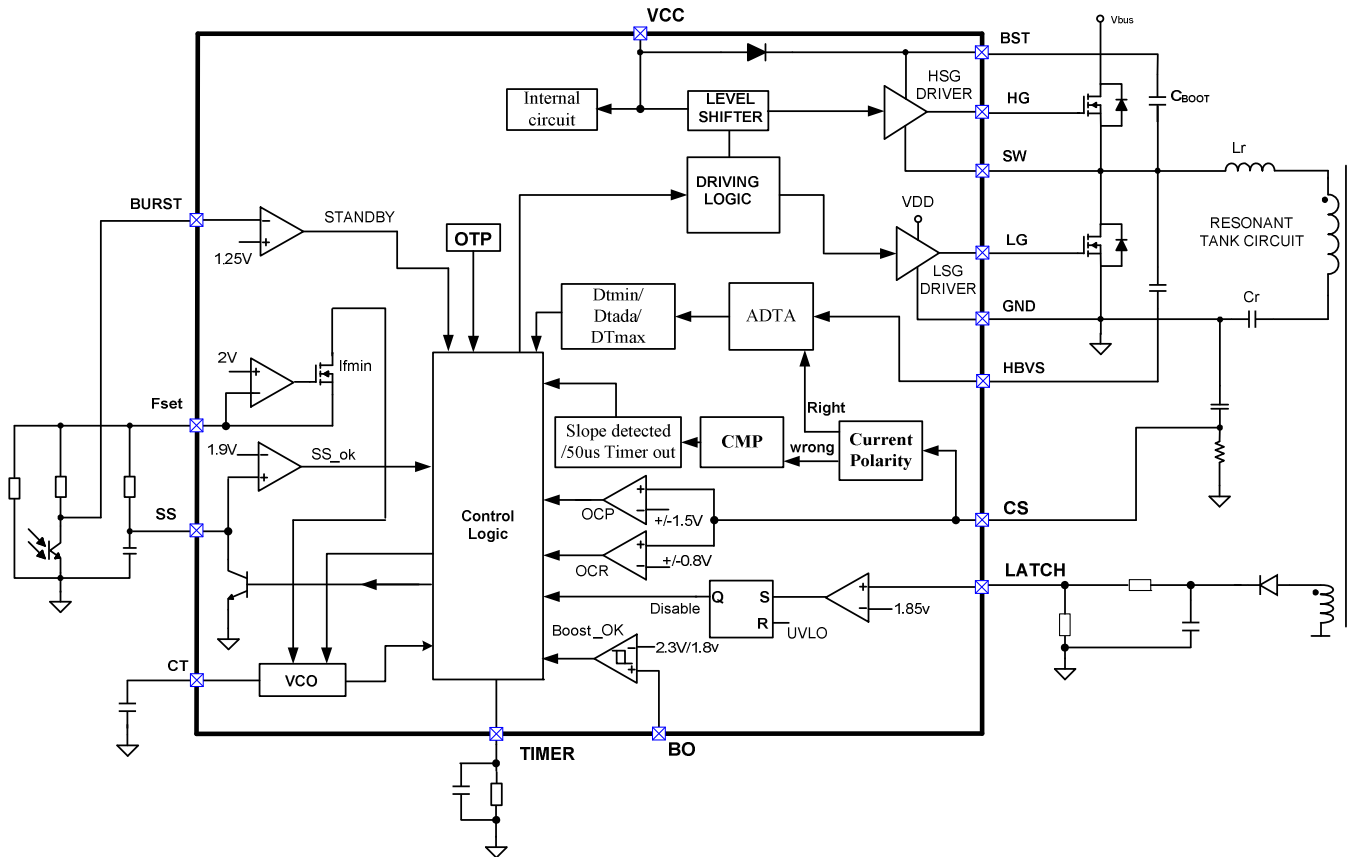 VCC
Vbus
BST
HSG
DRIVER
HG
C BOOT
Internal
circuit
LEVEL
SHIFTER
SW
Lr
DRIVING
LOGIC
BURST
STANDBY
1.25V
OTP
VDD
LG
RESONANT
TANK CIRCUIT
LSG
DRIVER
GND
Cr
Dtmin/
Dtada/
DTmax
ADTA
HBVS
2V
Ifmin
Fset
Right
wrong
Slope detected
/50us Timer out
CMP
Current
Polarity
1.9V
SS_ok
SS
Control
Logic
OCP
+/-1.5V
CS
OCR
+/-0.8V
LATCH
Disable
Q
S
R
UVLO
1.85v
Boost_OK
2.3V/1.8v
CT
VCO
TIMER
BO